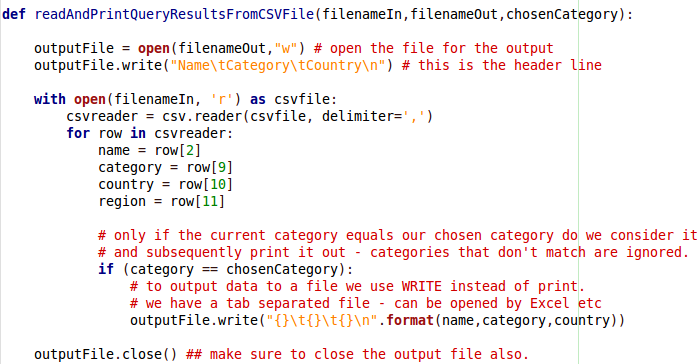 def readAndPrintQueryResultsFromCSVFile(filenameIn,filenameOut,chosenCategory):
outputFile = open(filenameOut,"w") # open the file for the output
outputFile.write("Name\tCategory\tCountry\n") # this is the header line
with open(filenameIn, 'r') as csvfile:
csvreader = csv.reader(csvfile, delimiter=',')
for row in csvreader:
name = row[2]
category = row[9]
country = row[10]
region = row[11]
# only if the current category equals our chosen category do we consider it
# and subsequently print it out - categories that don't match are ignored.
if (category == chosenCategory):
# to output data to a file we use WRITE instead of print.
# we have a tab separated file - can be opened by Excel etc
outputFile.write("{}\t{}\t{}\n".format(name,category,country))
outputFile.close() ## make sure to close the output file also.